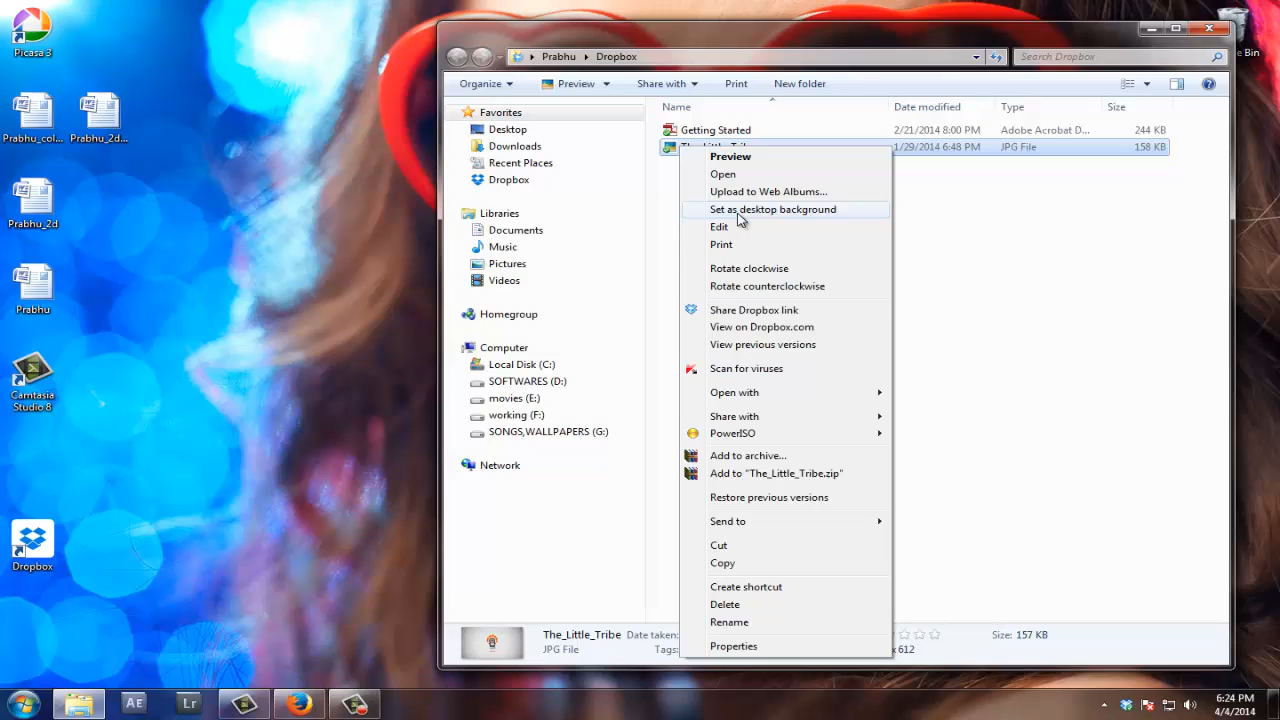 Picasa 3
Prabhu_col...
Prabhu_2d...
Prabhu_2d
Prabhu
Camtasia
Studio 8
Dropbox
e Bin
Prabhu
Dropbox
Search Dropbox
Organize
Preview
Share with
Print
New folder
Favorites
Desktop
Downloads
Recent Places
Dropbox
Libraries
Documents
Music
Pictures
Videos
Homegroup
Computer
Local Disk (C:)
SOFTWARES (D:)
movies (E:)
working (F:)
SONGS,WALLPAPERS (G:)
Network
Name
Date modified
Type
Size
Getting Started
2/21/2014 8:00 PM
Adobe Acrobat D...
244 KB
1/29/2014 6:48 PM
JPG File
158 KB
Preview
Open
Upload to Web Albums...
Set as desktop background
Edit
Print
Rotate clockwise
Rotate counterclockwise
Share Dropbox link
View on Dropbox.com
View previous versions
Scan for viruses
Open with
Share with
PowerISO
Add to archive...
Add to "The_Little_Tribe.zip"
Restore previous versions
Send to
Cut
Copy
Create shortcut
Delete
Rename
Properties
The_Little_Tribe
Date taken:
Size: 157 KB
JPG File
Tags:
x 612
AE
Lr
6:24 PM
4/4/2014